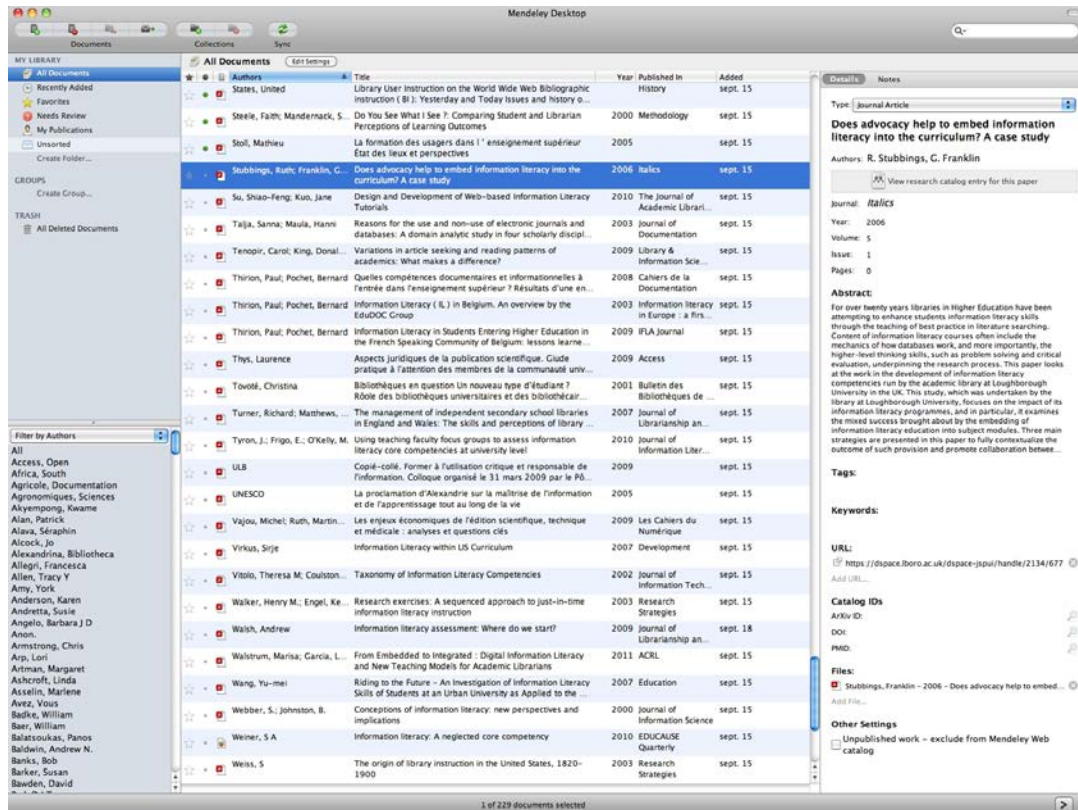 Mendeley Desktop
Documents
Collections
Sync
MY LIBRARY
All Documents
Recently Added
Favorites
Needs Review
My Publications
Unsorted
Create Folder...
GROUPS
Create Group...
TRASH
All Deleted Documents
Filter by Authors
All
Access, Open
Africa, South
Agricole, Documentation
Agronomiques, Sciences
Akyempong, Kwame
Alan, Patrick
Alava, Séraphin
Alcock, Jo
Alexandrina, Bibliotheca
Allegri, Francesca
Allen, Tracy Y
Amy, York
Anderson, Karen
Andretta, Susie
Angelo, Barbara J D
Anon.
Armstrong, Chris
Arp, Lori
Artman, Margaret
Ashcroft, Linda
Asselin, Marlene
Avez, Vous
Badke, William
Baer, William
Balatsoukas, Panos
Baldwin, Andrew N.
Banks, Bob
Barker, Susan
Bawden, David
All Documents Edit Settings
Authors Title Year Published In Added
States, United Library User Instruction on the World Wide Web Bibliographic History sept. 15
instruction ( BI ): Yesterday and Today Issues and history o...
Steele, Faith; Mandernack, S... Do You See What I See ?: Comparing Student and Librarian 2000 Methodology sept. 15
Perceptions of Learning Outcomes
Stoll, Mathieu La formation des usagers dans l ' enseignement supérieur 2005 sept. 15
État des lieux et perspectives
Stubbings, Ruth; Franklin, G... Does advocacy help to embed information literacy into the 2006 Italics sept. 15
curriculum? A case study
Su, Shiao-Feng; Kuo, Jane Design and Development of Web-based Information Literacy 2010 The Journal of sept. 15
Tutorials Academic Librari...
Talja, Sanna; Maula, Hanni Reasons for the use and non-use of electronic journals and 2003 Journal of sept. 15
databases: A domain analytic study in four scholarly discipl... Documentation
Tenopir, Carol; King, Donal... Variations in article seeking and reading patterns of 2009 Library & sept. 15
academics: What makes a difference? Information Scie...
Thirion, Paul; Pochet, Bernard Quelles compétences documentaires et informationnelles à 2008 Cahiers de la sept. 15
l'entrée dans l'enseignement supérieur ? Résultats d'une en... Documentation
Thirion, Paul; Pochet, Bernard Information Literacy ( IL ) in Belgium. An overview by the 2003 Information literacy sept. 15
EduDOC Group in Europe : a firs...
Thirion, Paul; Pochet, Bernard Information Literacy in Students Entering Higher Education in 2009 IFLA Journal sept. 15
the French Speaking Community of Belgium: lessons learne...
Thys, Laurence Aspects juridiques de la publication scientifique. Giude 2009 Access sept. 15
pratique à l'attention des membres de la communauté univ...
Tovoté, Christina Bibliothèques en question Un nouveau type d'étudiant ? 2001 Bulletin des sept. 15
Rôole des bibliothèques universitaires et des bibliothécair... Bibliothèques de ...
Turner, Richard; Matthews, ... The management of independent secondary school libraries 2007 Journal of sept. 15
in England and Wales: The skills and perceptions of library ... Librarianship an...
Tyron, J.; Frigo, E.; O'Kelly, M. Using teaching faculty focus groups to assess information 2010 Journal of sept. 15
literacy core competencies at university level Information Liter...
ULB Copié-collé. Former à l'utilisation critique et responsable de 2009 sept. 15
l'information. Colloque organisé le 31 mars 2009 par le Pô...
UNESCO La proclamation d'Alexandrie sur la maîtrise de l'information 2005 sept. 15
et de l'apprentissage tout au long de la vie
Vajou, Michel; Ruth, Martin... Les enjeux économiques de l'édition scientifique, technique 2009 Les Cahiers du sept. 15
et médicale : analyses et questions clés Numérique
Virkus, Sirje Information Literacy within LIS Curriculum 2007 Development sept. 15
Vitolo, Theresa M; Coulston... Taxonomy of Information Literacy Competencies 2002 Journal of sept. 15
Information Tech...
Walker, Henry M.; Engel, Ke... Research exercises: A sequenced approach to just-in-time 2003 Research sept. 15
information literacy instruction Strategies
Walsh, Andrew Information literacy assessment: Where do we start? 2009 Journal of sept. 18
Librarianship an...
Walstrum, Marisa; Garcia, L... From Embedded to Integrated : Digital Information Literacy 2011 ACRL sept. 15
and New Teaching Models for Academic Librarians
Wang, Yu-mei Riding to the Future - An Investigation of Information Literacy 2007 Education sept. 15
Skills of Students at an Urban University as Applied to the ...
Webber, S.; Johnston, B. Conceptions of information literacy: new perspectives and 2000 Journal of sept. 15
implications Information Science
Weiner, S A Information literacy: A neglected core competency 2010 EDUCAUSE sept. 15
Quarterly
Weiss, S The origin of library instruction in the United States, 1820- 2003 Research sept. 15
1900 Strategies
Details Notes
Type: Journal Article
Does advocacy help to embed information
literacy into the curriculum? A case study
Authors: R. Stubbings, G. Franklin
View research catalog entry for this paper
Journal: Italics
Year: 2006
Volume: 5
Issue: 1
Pages: 0
Abstract:
For over twenty years libraries in Higher Education have been
attempting to enhance students information literacy skills
through the teaching of best practice in literature searching.
Content of information literacy courses often include the
mechanics of how databases work, and more importantly, the
higher-level thinking skills, such as problem solving and critical
evaluation, underpinning the research process. This paper looks
at the work in the development of information literacy
competencies run by the academic library at Loughborough
University in the UK. This study, which was undertaken by the
library at Loughborough University, focuses on the impact of its
information literacy programmes, and in particular, it examines
the mixed success brought about by the embedding of
information literacy education into subject modules. Three main
strategies are presented in this paper to fully contextualize the
outcome of such provision and promote collaboration betwee...
Tags:
Keywords:
URL:
https://dspace.lboro.ac.uk/dspace-jspui/handle/2134/677
Add URL...
Catalog IDs
ArXiv ID:
DOI:
PMID:
Files:
Stubbings, Franklin - 2006 - Does advocacy help to embed...
Add File...
Other Settings
Unpublished work - exclude from Mendeley Web
catalog
1 of 229 documents selected